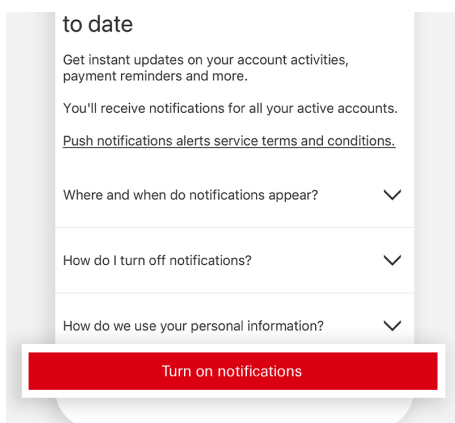 to date
Get instant updates on your account activities,
payment reminders and more.
You'll receive notifications for all your active accounts.
Push notifications alerts service terms and conditions.
Where and when do notifications appear?
How do I turn off notifications?
How do we use your personal information?
Turn on notifications